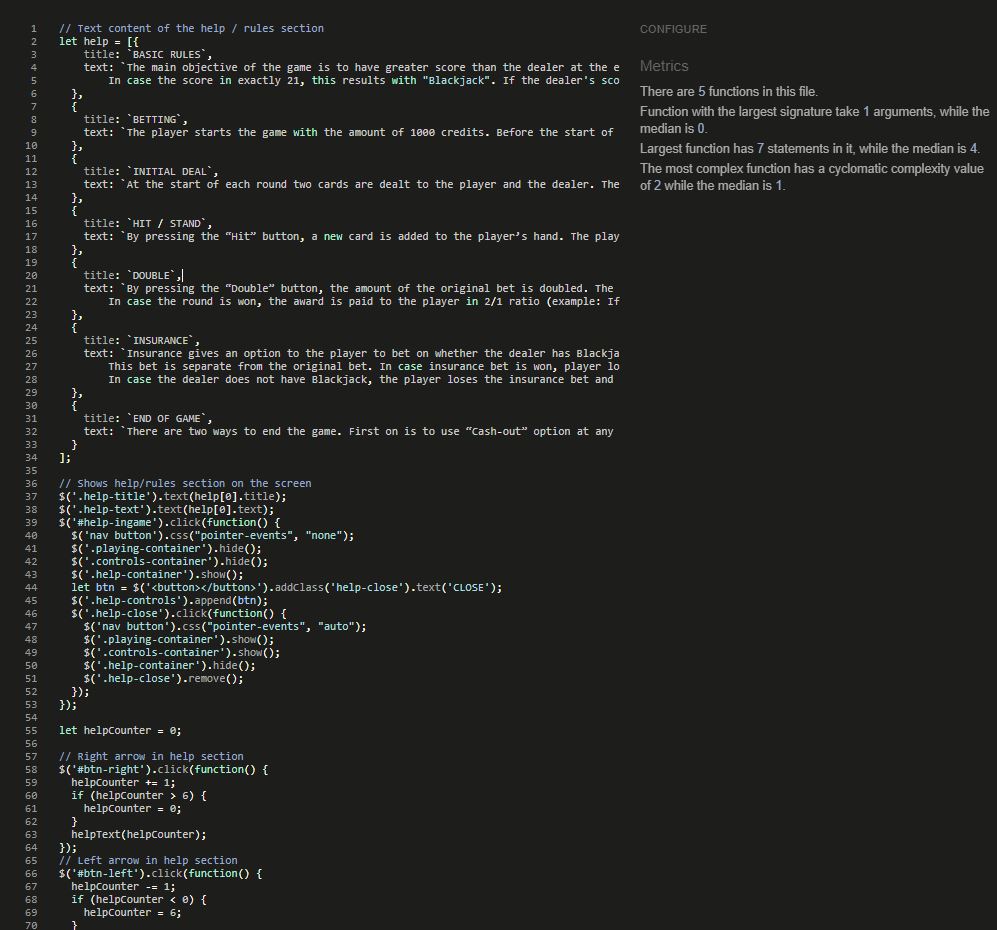 1 // Text content of the help / rules section
2 let help = [{
3 title: `BASIC RULES`,
4 text: `The main objective of the game is to have greater score than the dealer at the e
5 In case the score in exactly 21, this results with "Blackjack". If the dealer's sco
6 },
7 {
8 title: `BETTING`,
9 text: `The player starts the game with the amount of 1000 credits. Before the start of
10 },
11 {
12 title: `INITIAL DEAL`,
13 text: `At the start of each round two cards are dealt to the player and the dealer. The
14 },
15 {
16 title: `HIT / STAND`,
17 text: `By pressing the “Hit” button, a new card is added to the player’s hand. The play
18 },
19 {
20 title: `DOUBLE`,
21 text: `By pressing the “Double” button, the amount of the original bet is doubled. The
22 In case the round is won, the award is paid to the player in 2/1 ratio (example: If
23 },
24 {
25 title: `INSURANCE`,
26 text: `Insurance gives an option to the player to bet on whether the dealer has Blackja
27 This bet is separate from the original bet. In case insurance bet is won, player lo
28 In case the dealer does not have Blackjack, the player loses the insurance bet and
29 },
30 {
31 title: `END OF GAME`,
32 text: `There are two ways to end the game. First on is to use “Cash-out” option at any
33 }
34 ];
35
36 // Shows help/rules section on the screen
37 $('.help-title').text(help[0].title);
38 $('.help-text').text(help[0].text);
39 $('#help-ingame').click(function() {
40 $('nav button').css("pointer-events", "none");
41 $('.playing-container').hide();
42 $('.controls-container').hide();
43 $('.help-container').show();
44 let btn = $('<button></button>').addClass('help-close').text('CLOSE');
45 $('.help-controls').append(btn);
46 $('.help-close').click(function() {
47 $('nav button').css("pointer-events", "auto");
48 $('.playing-container').show();
49 $('.controls-container').show();
50 $('.help-container').hide();
51 $('.help-close').remove();
52 });
53 });
54
55 let helpCounter = 0;
56
57 // Right arrow in help section
58 $('#btn-right').click(function() {
59 helpCounter += 1;
60 if (helpCounter > 6) {
61 helpCounter = 0;
62 }
63 helpText(helpCounter);
64 });
65 // Left arrow in help section
66 $('#btn-left').click(function() {
67 helpCounter -= 1;
68 if (helpCounter < 0) {
69 helpCounter = 6;
70 }
CONFIGURE
Metrics
There are 5 functions in this file.
Function with the largest signature take 1 arguments, while the
median is 0.
Largest function has 7 statements in it, while the median is 4.
The most complex function has a cyclomatic complexity value
of 2 while the median is 1.